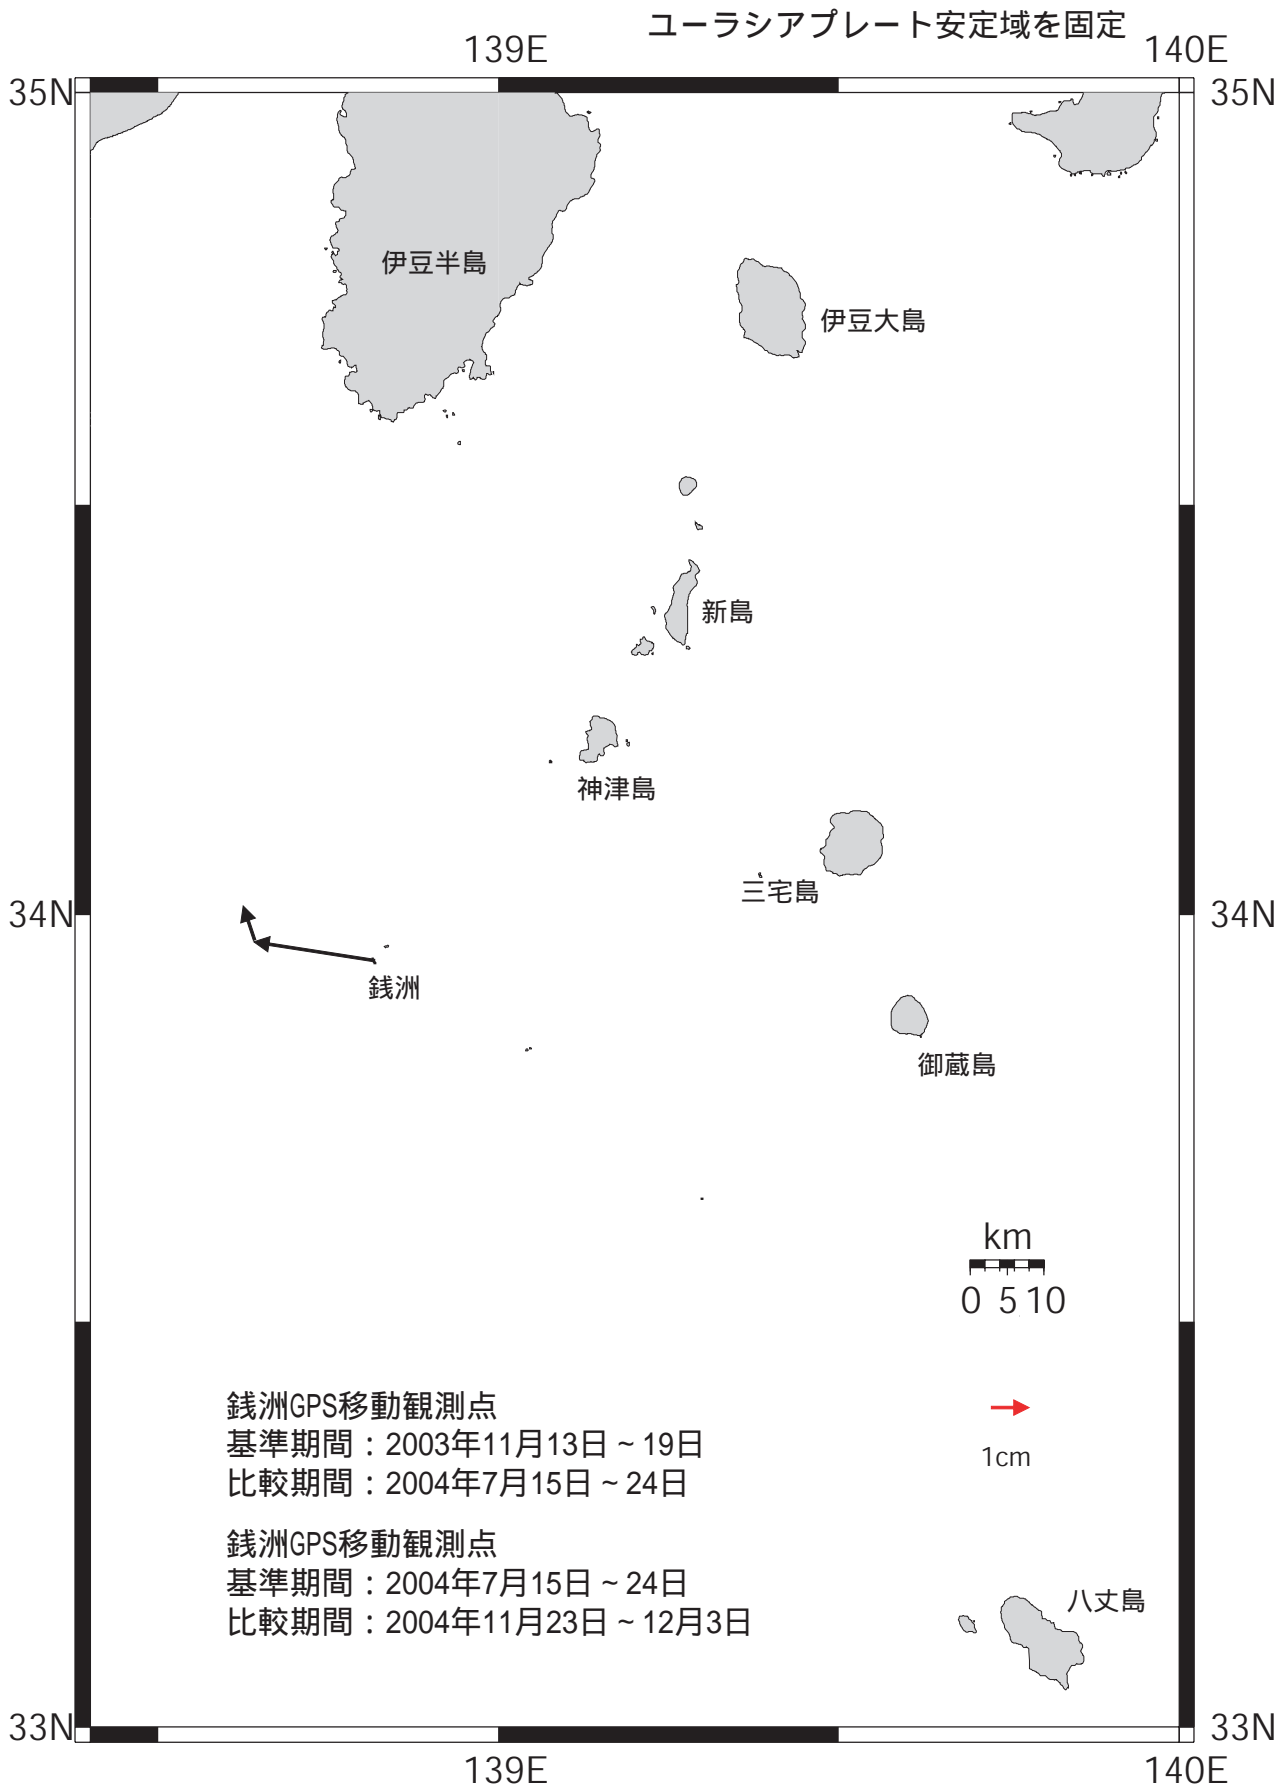 ユーラシアプレート安定域を固定
139E
140E
35N
35N
伊豆半島
伊豆大島
新島
神津島
三宅島
34N
34N
銭洲
御蔵島
km
0 5 10
銭洲GPS移動観測点
基準期間：2003年11月13日～19日
比較期間：2004年7月15日～24日
1cm
銭洲GPS移動観測点
基準期間：2004年7月15日～24日
比較期間：2004年11月23日～12月3日
八丈島
33N
33N
139E
140E